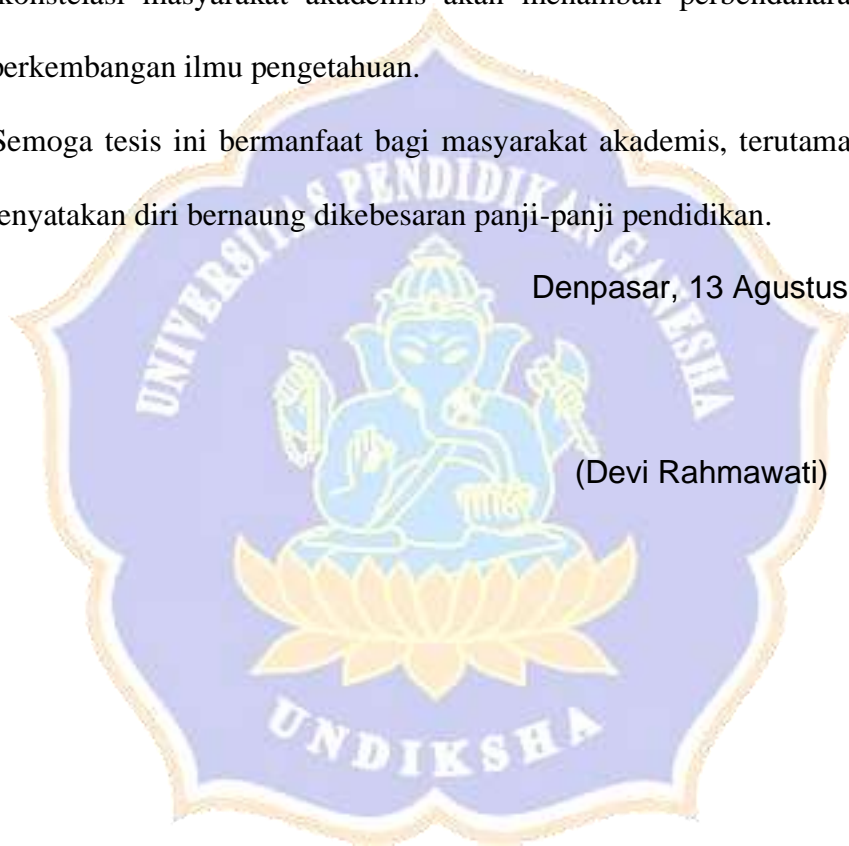 konstelasi masyarakat akademis akan menambah perbendahara
perkembangan ilmu pengetahuan.
Semoga tesis ini bermanfaat bagi masyarakat akademis, terutama
enyatakan diri bernaung dikebesaran panji-panji pendidikan.
UNIVERSITAS PENDIDIKAN GANESHA
Denpasar, 13 Agustus
(Devi Rahmawati)
UNDIKSHA